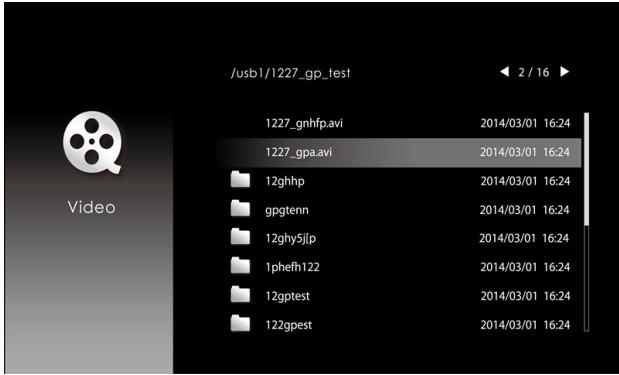 /usb1/1227_gp_test ◀ 2 / 16 ▶
1227_gnhfp.avi 2014/03/01 16:24
1227_gpa.avi 2014/03/01 16:24
12ghhp 2014/03/01 16:24
Video
gpgtenn 2014/03/01 16:24
12ghy5j[p 2014/03/01 16:24
1phefh122 2014/03/01 16:24
12gptest 2014/03/01 16:24
122gpest 2014/03/01 16:24